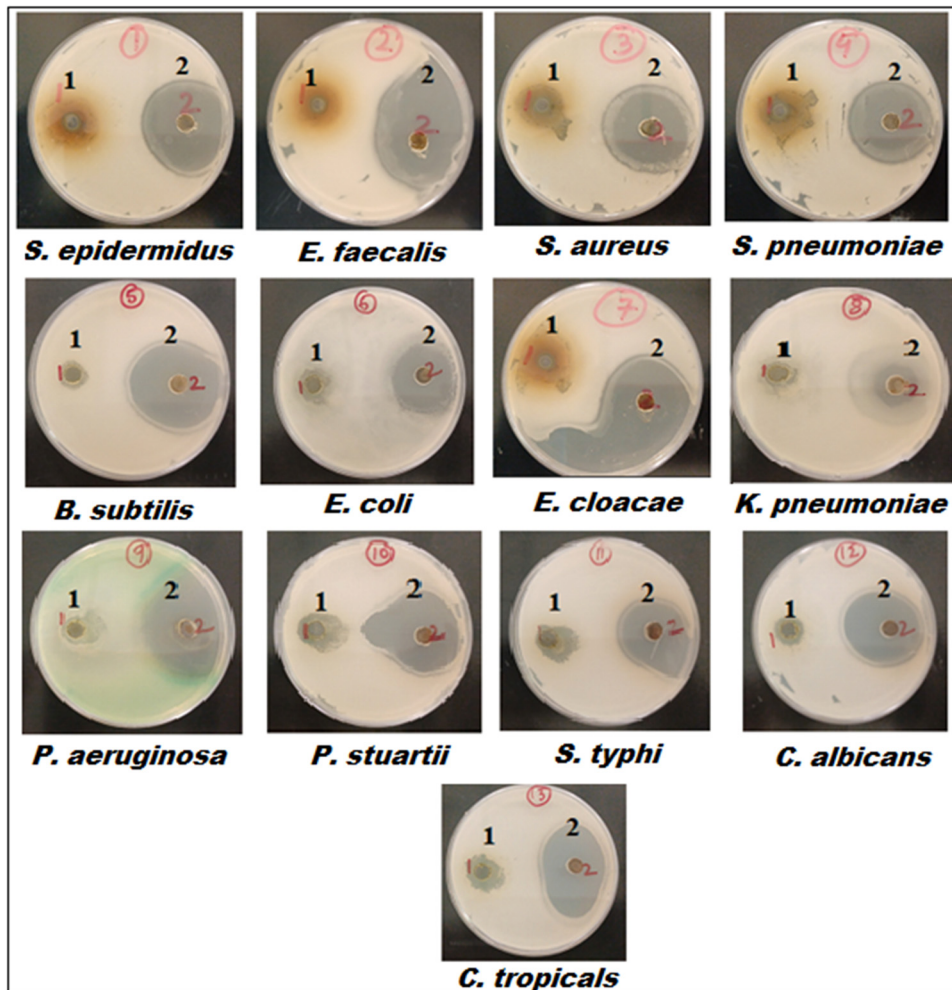 ① ② ③ ④
1 2 1 2 1 2 1 2
1 2 1 2 1 2 1 2
S. epidermidus E. faecalis S. aureus S. pneumoniae
⑤ ⑥ ⑦ ⑧
1 2 1 2 1 2 1 2
1 2 1 2 1 2 1 2
B. subtilis E. coli E. cloacae K. pneumoniae
⑨ ⑩ ⑪ ⑫
1 2 1 2 1 2 1 2
1 2 1 2 1 2 1 2
P. aeruginosa P. stuartii S. typhi C. albicans
⑬
1 2
1 2
C. tropicals